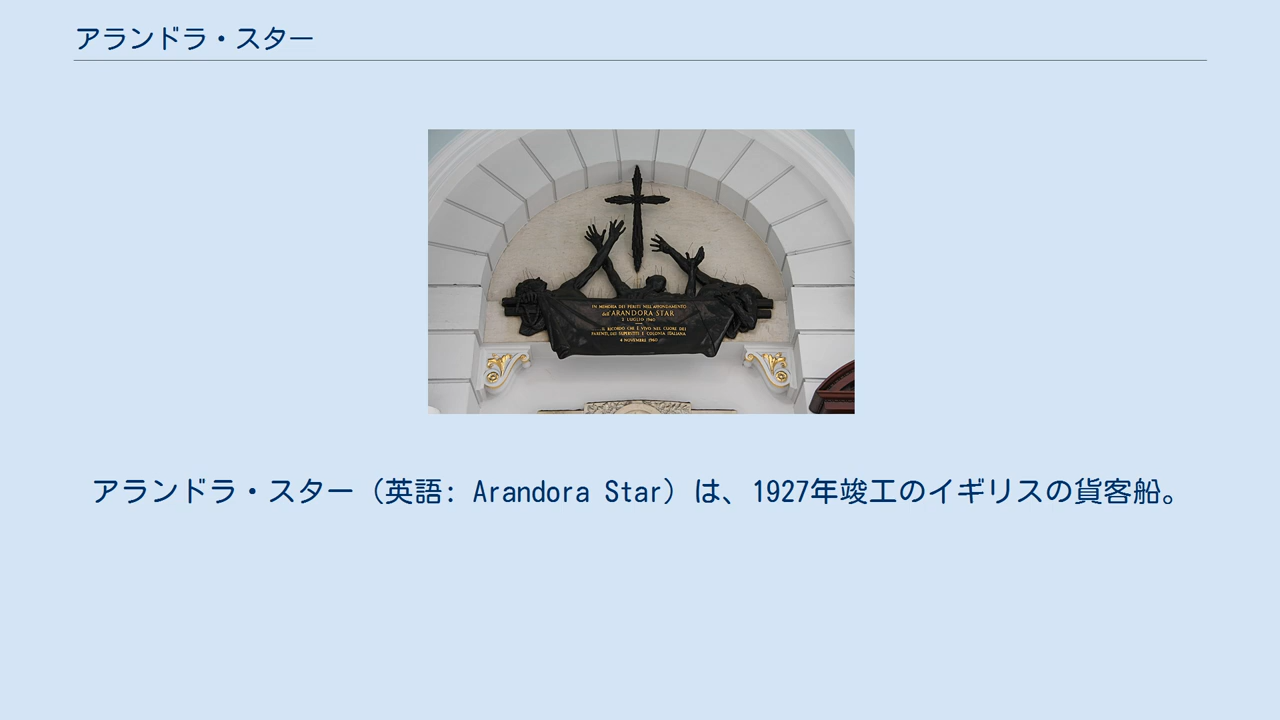 アランドラ・スター
IN MEMORIA DEI PERITI NELL'AFFONDAMENTO
dell'ARANDORA STAR
2 LUGLIO 1940
...IL RICORDO CHE È VIVO NEL CUORE DEI
PARENTI, DEI SUPERSTITI E COLONIA ITALIANA
4 NOVEMBRE 1960
アランドラ・スター（英語: Arandora Star）は、1927年竣工のイギリスの貨客船。